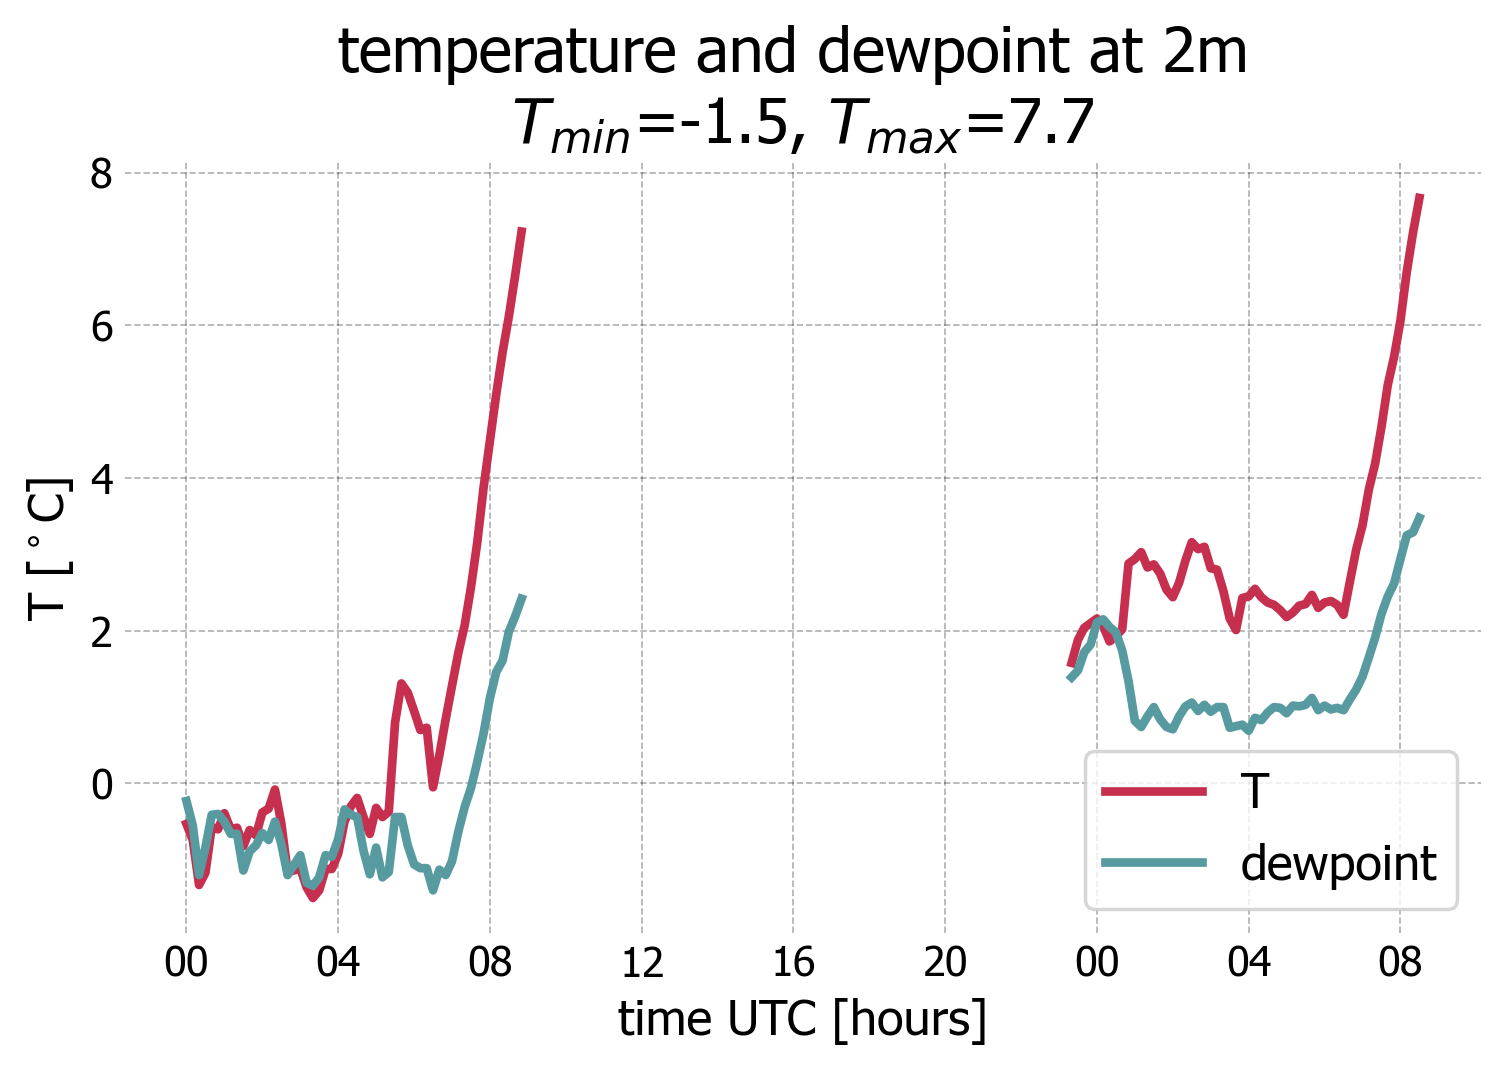 temperature and dewpoint at 2m
T_min=-1.5, T_max=7.7
T [°C]
8
6
4
2
0
00 04 08 12 16 20 00 04 08
time UTC [hours]
T
dewpoint